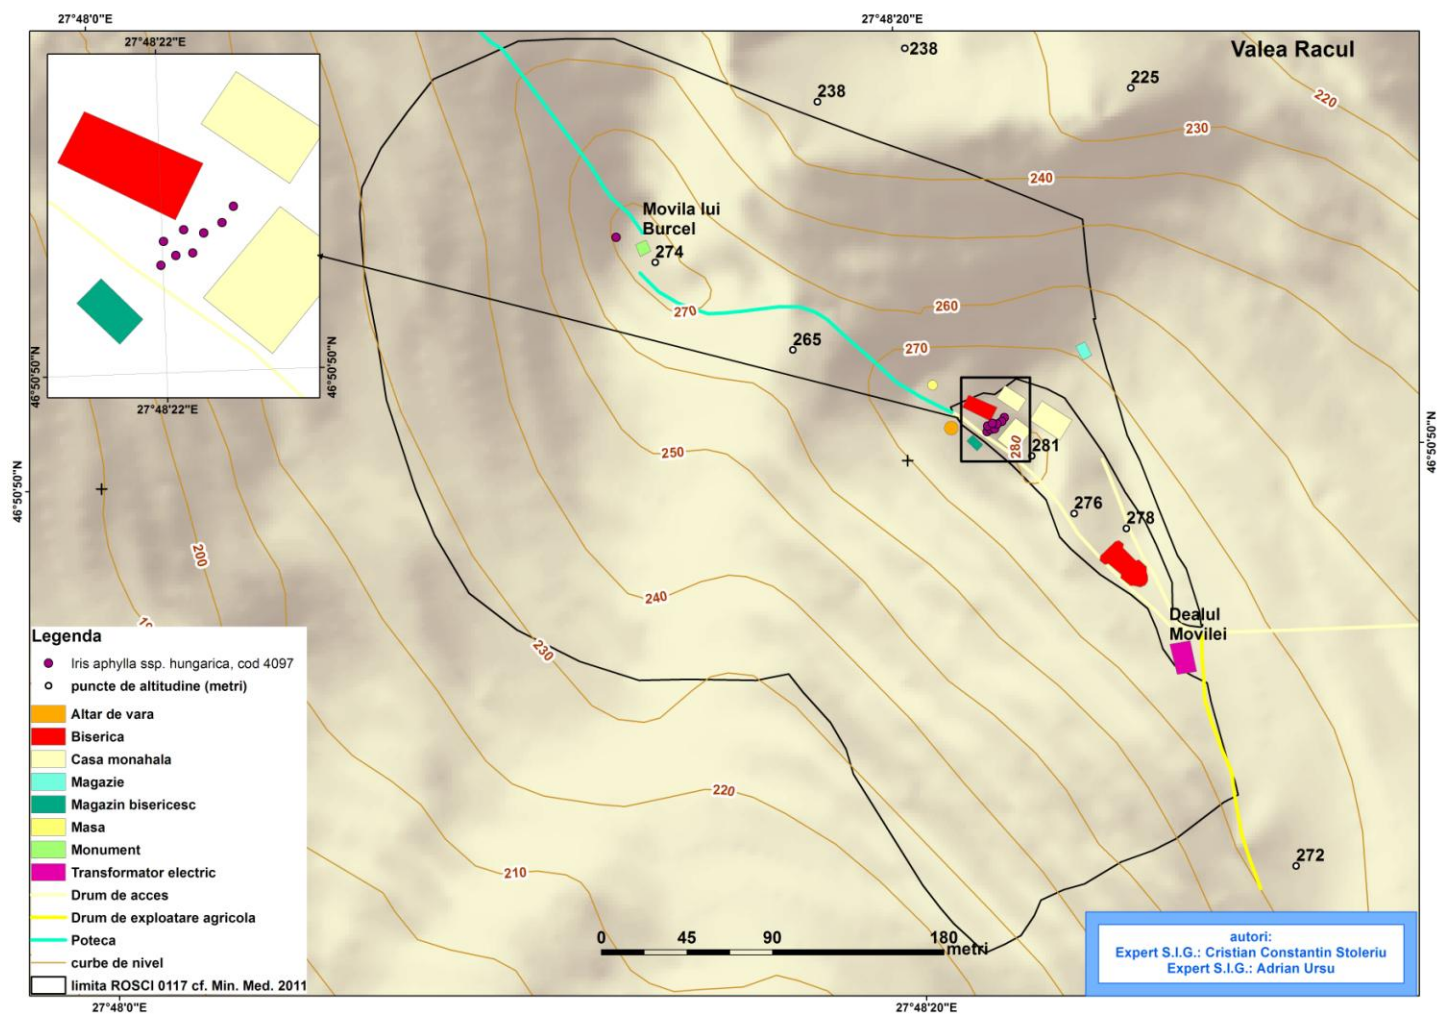 27°48'0"E
27°48'20"E
27°48'22"E
Valea Racul
238
238
225
220
230
240
Movila lui
Burcel
274
270
260
265
270
46°50'50"N
46°50'50"N
27°48'22"E
250
280
281
46°50'50"N
46°50'50"N
276
278
200
240
19
Dealul
Movilei
230
Legenda
Iris aphylla ssp. hungarica, cod 4097
puncte de altitudine (metri)
Altar de vara
Biserica
Casa monahala
Magazie
Magazin bisericesc
Masa
Monument
Transformator electric
Drum de acces
Drum de exploatare agricola
Poteca
curbe de nivel
limita ROSCI 0117 cf. Min. Med. 2011
220
210
272
0 45 90 180
metri
autori:
Expert S.I.G.: Cristian Constantin Stoleriu
Expert S.I.G.: Adrian Ursu
27°48'0"E
27°48'20"E